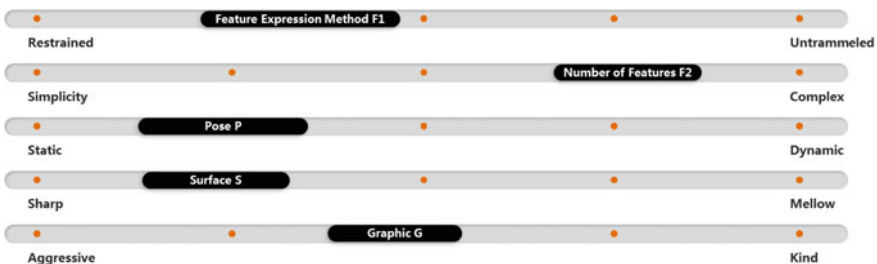 Feature Expression Method F1
Restrained Untrammeled
Number of Features F2
Simplicity Complex
Pose P
Static Dynamic
Surface S
Sharp Mellow
Graphic G
Aggressive Kind